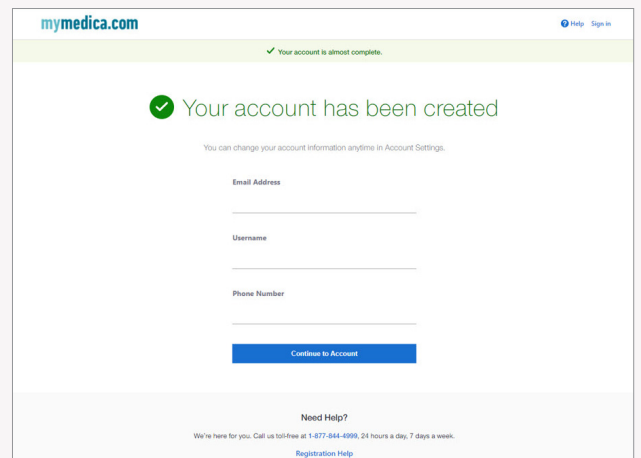 mymedica.com
Help Sign in
Your account is almost complete.
Your account has been created
You can change your account information anytime in Account Settings.
Email Address
Username
Phone Number
Continue to Account
Need Help?
We're here for you. Call us toll-free at 1-877-844-4999, 24 hours a day, 7 days a week.
Registration Help